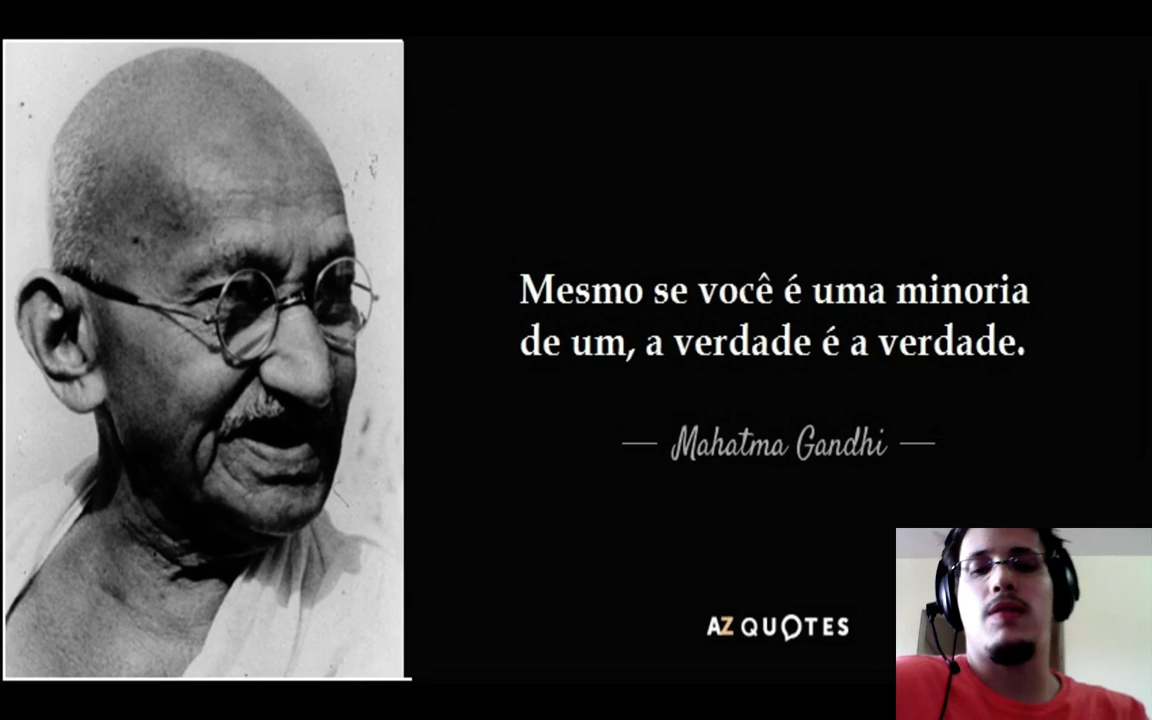 Mesmo se você é uma minoria
de um, a verdade é a verdade.
Mahatma Gandhi
AZ QUOTES